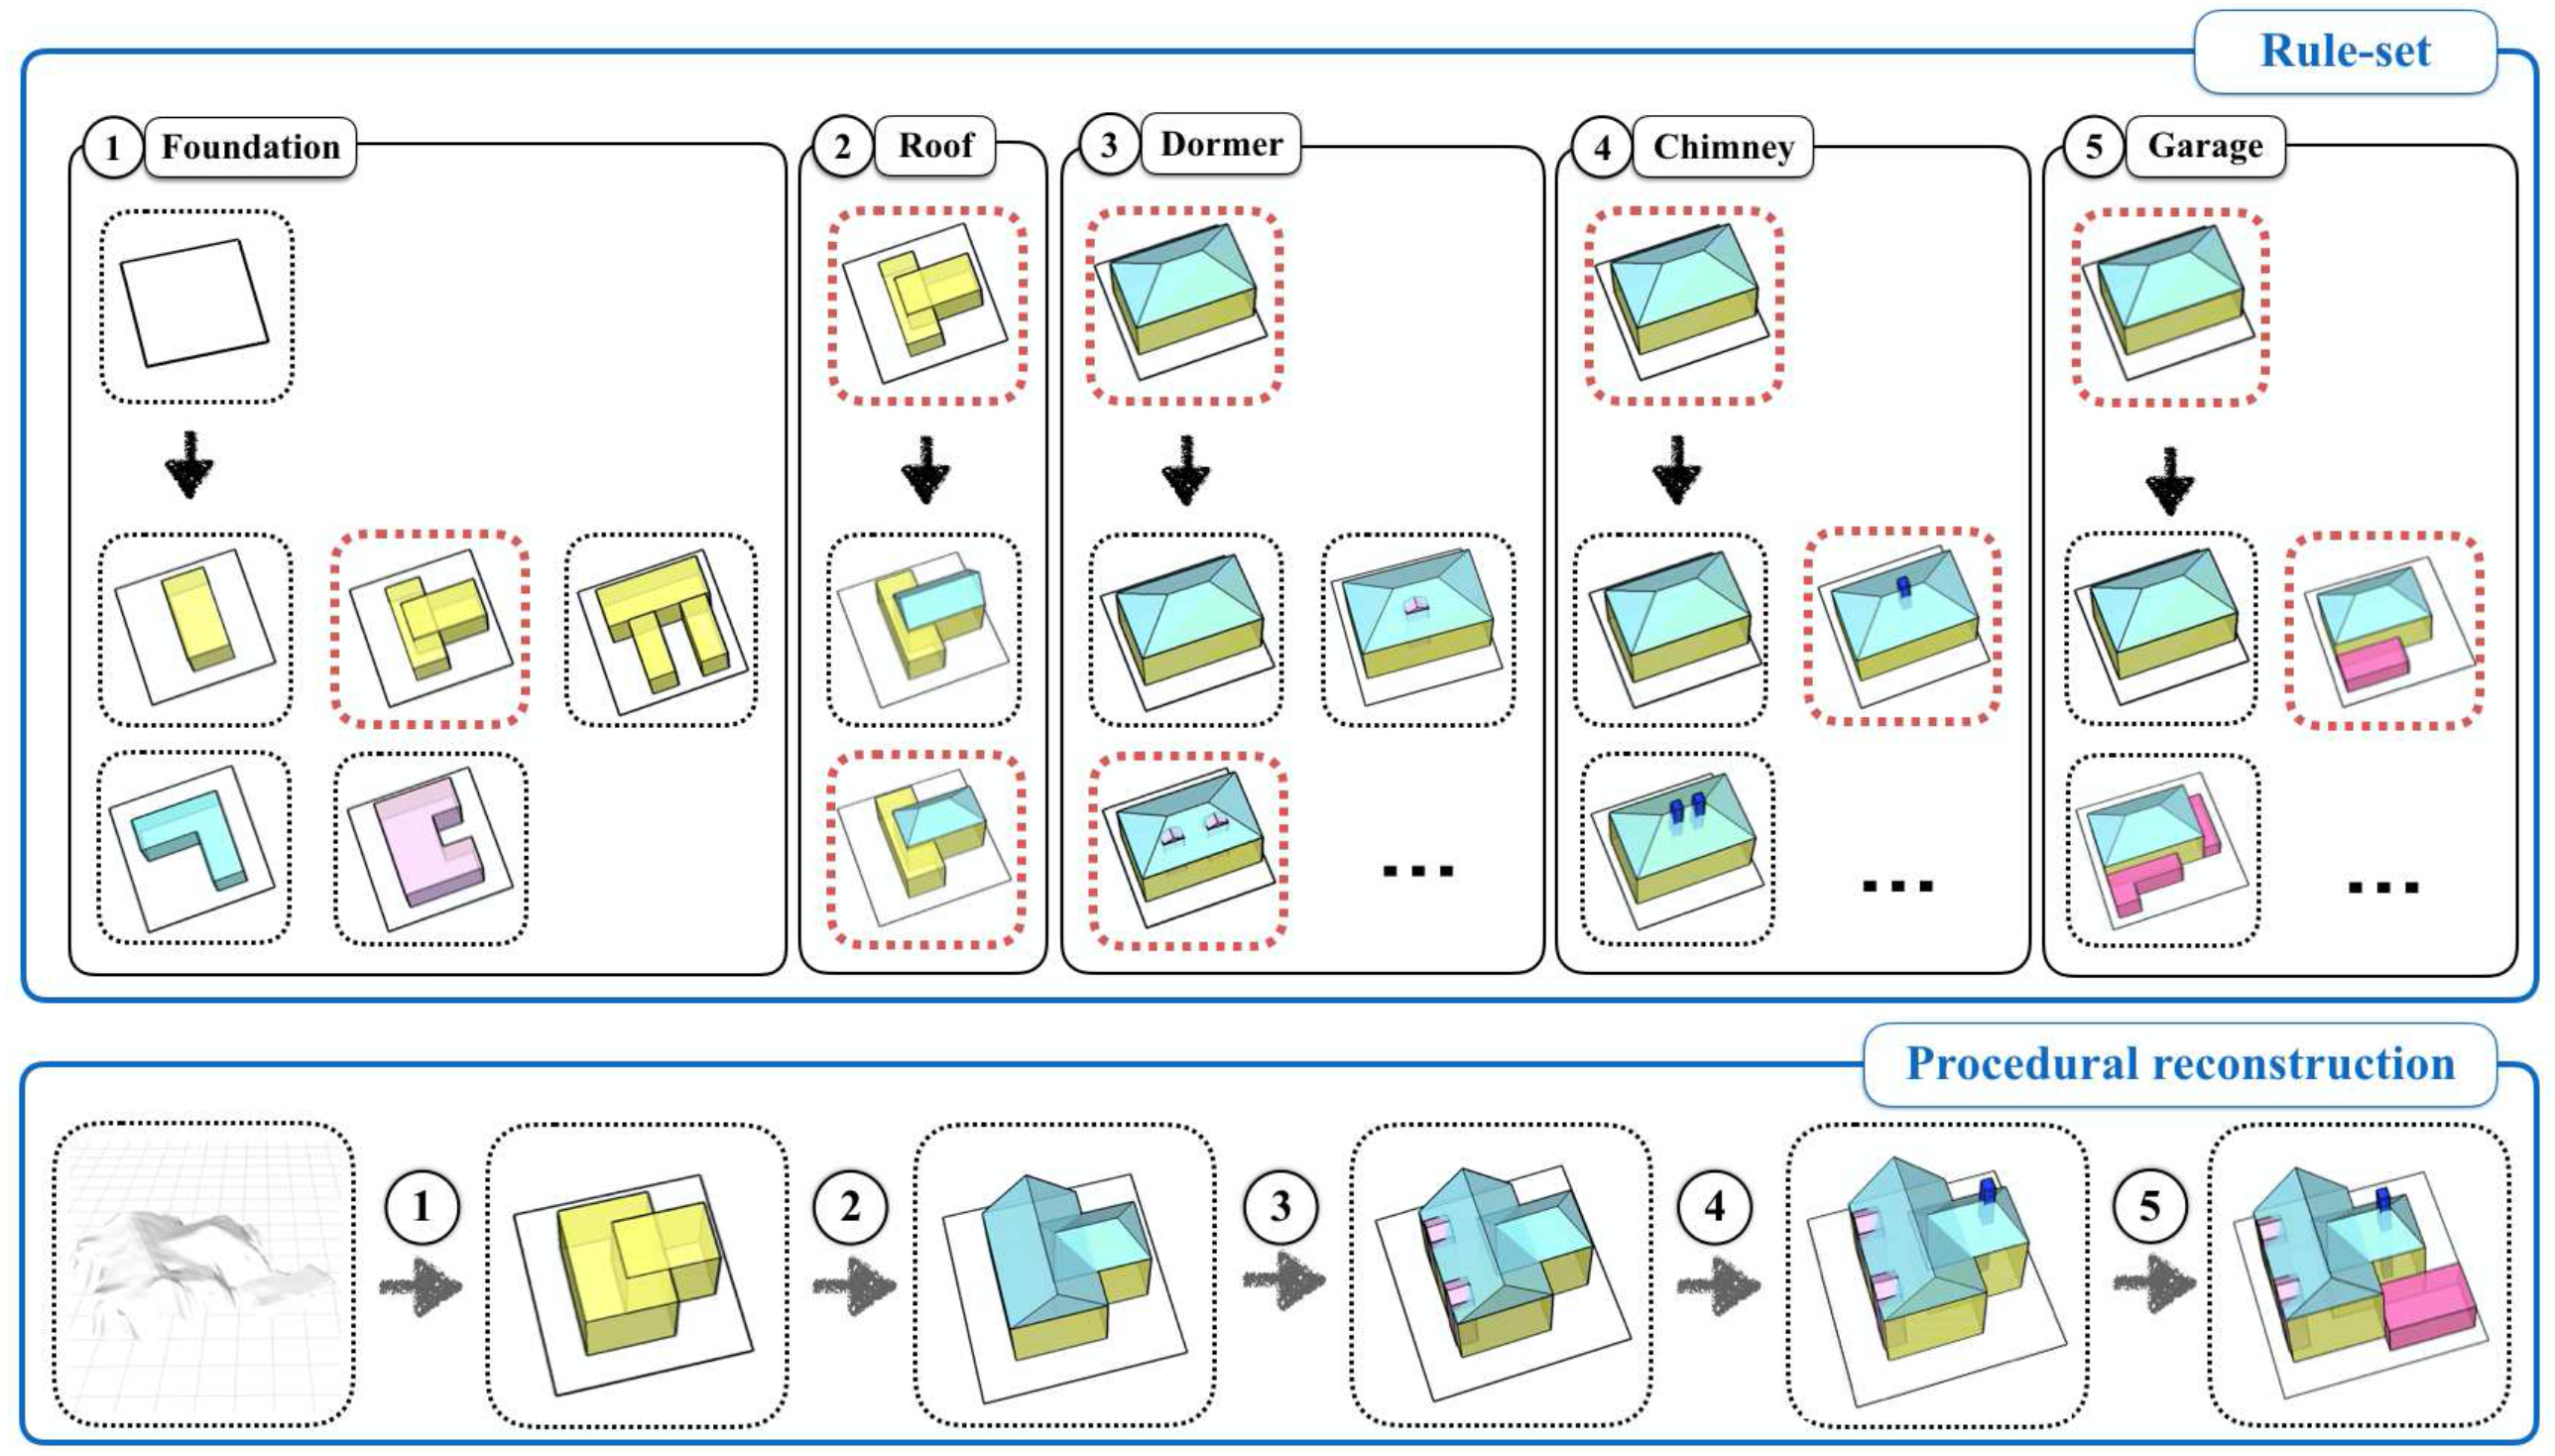 Rule-set
1 Foundation
2 Roof
3 Dormer
4 Chimney
5 Garage
...
...
...
Procedural reconstruction
1
2
3
4
5